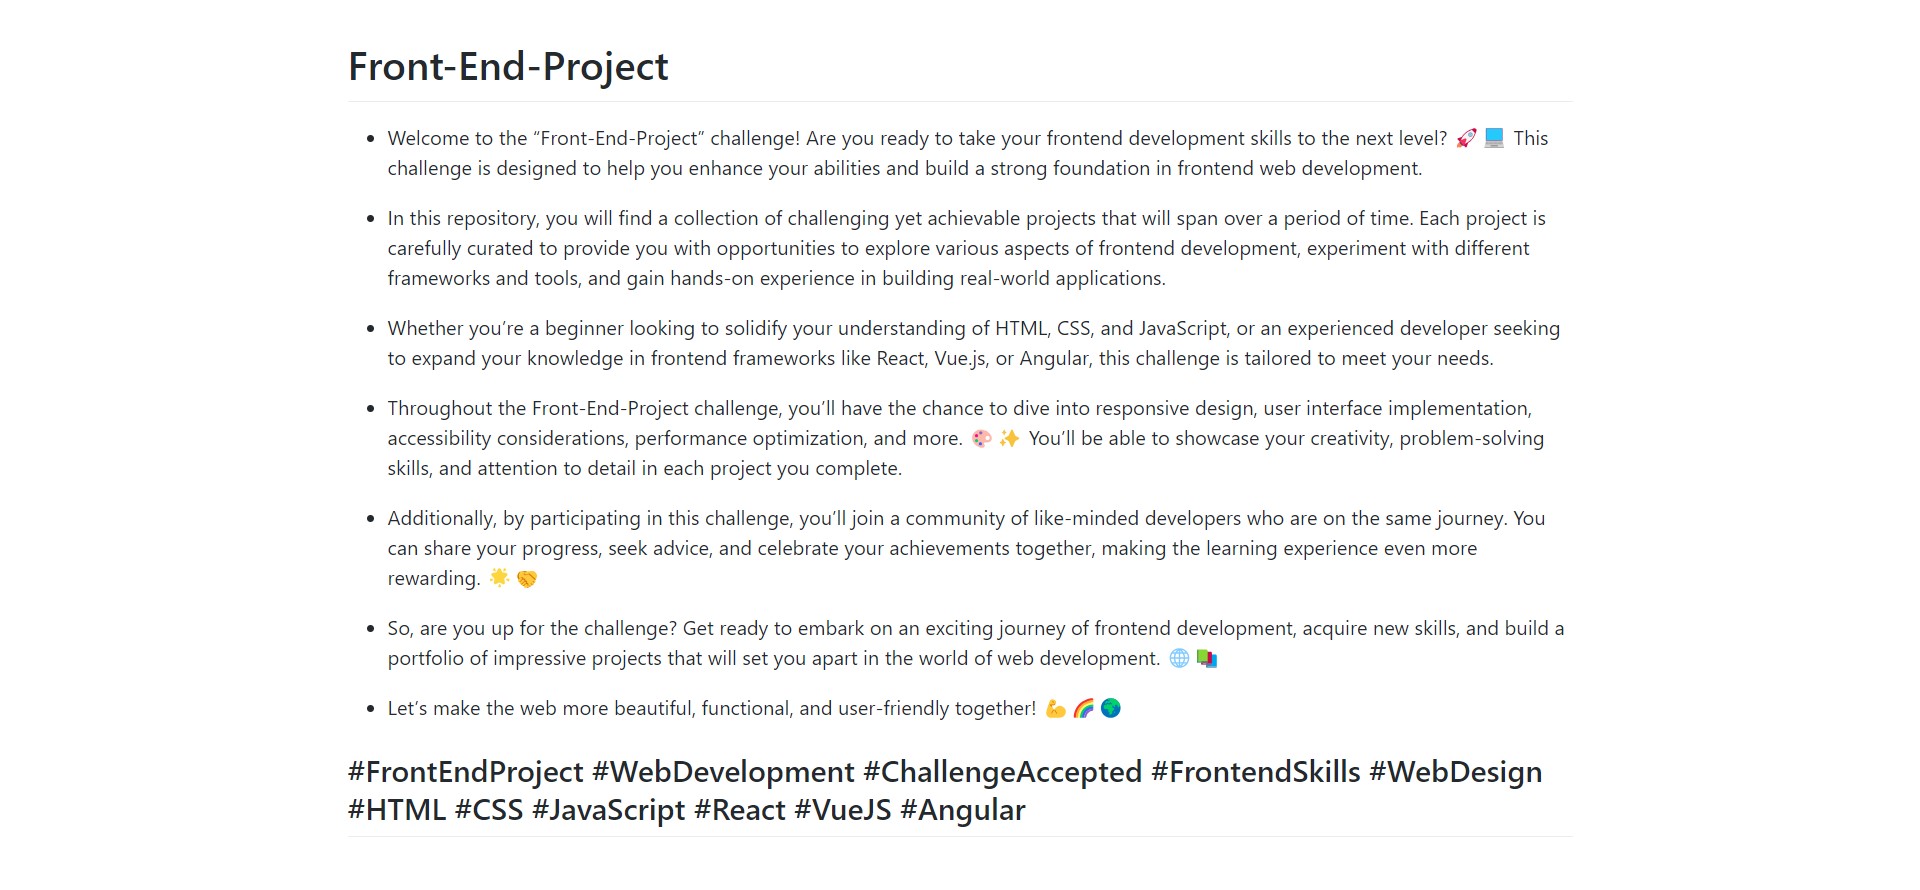 Front-End-Project
Welcome to the “Front-End-Project” challenge! Are you ready to take your frontend development skills to the next level? 🚀 💻 This
challenge is designed to help you enhance your abilities and build a strong foundation in frontend web development.
In this repository, you will find a collection of challenging yet achievable projects that will span over a period of time. Each project is
carefully curated to provide you with opportunities to explore various aspects of frontend development, experiment with different
frameworks and tools, and gain hands-on experience in building real-world applications.
Whether you’re a beginner looking to solidify your understanding of HTML, CSS, and JavaScript, or an experienced developer seeking
to expand your knowledge in frontend frameworks like React, Vue.js, or Angular, this challenge is tailored to meet your needs.
Throughout the Front-End-Project challenge, you’ll have the chance to dive into responsive design, user interface implementation,
accessibility considerations, performance optimization, and more. 🎨 ✨ You’ll be able to showcase your creativity, problem-solving
skills, and attention to detail in each project you complete.
Additionally, by participating in this challenge, you’ll join a community of like-minded developers who are on the same journey. You
can share your progress, seek advice, and celebrate your achievements together, making the learning experience even more
rewarding. 🌟 🤝
So, are you up for the challenge? Get ready to embark on an exciting journey of frontend development, acquire new skills, and build a
portfolio of impressive projects that will set you apart in the world of web development. 🌐 📚
Let’s make the web more beautiful, functional, and user-friendly together! 💪 🌈 🌍
#FrontEndProject #WebDevelopment #ChallengeAccepted #FrontendSkills #WebDesign
#HTML #CSS #JavaScript #React #VueJS #Angular